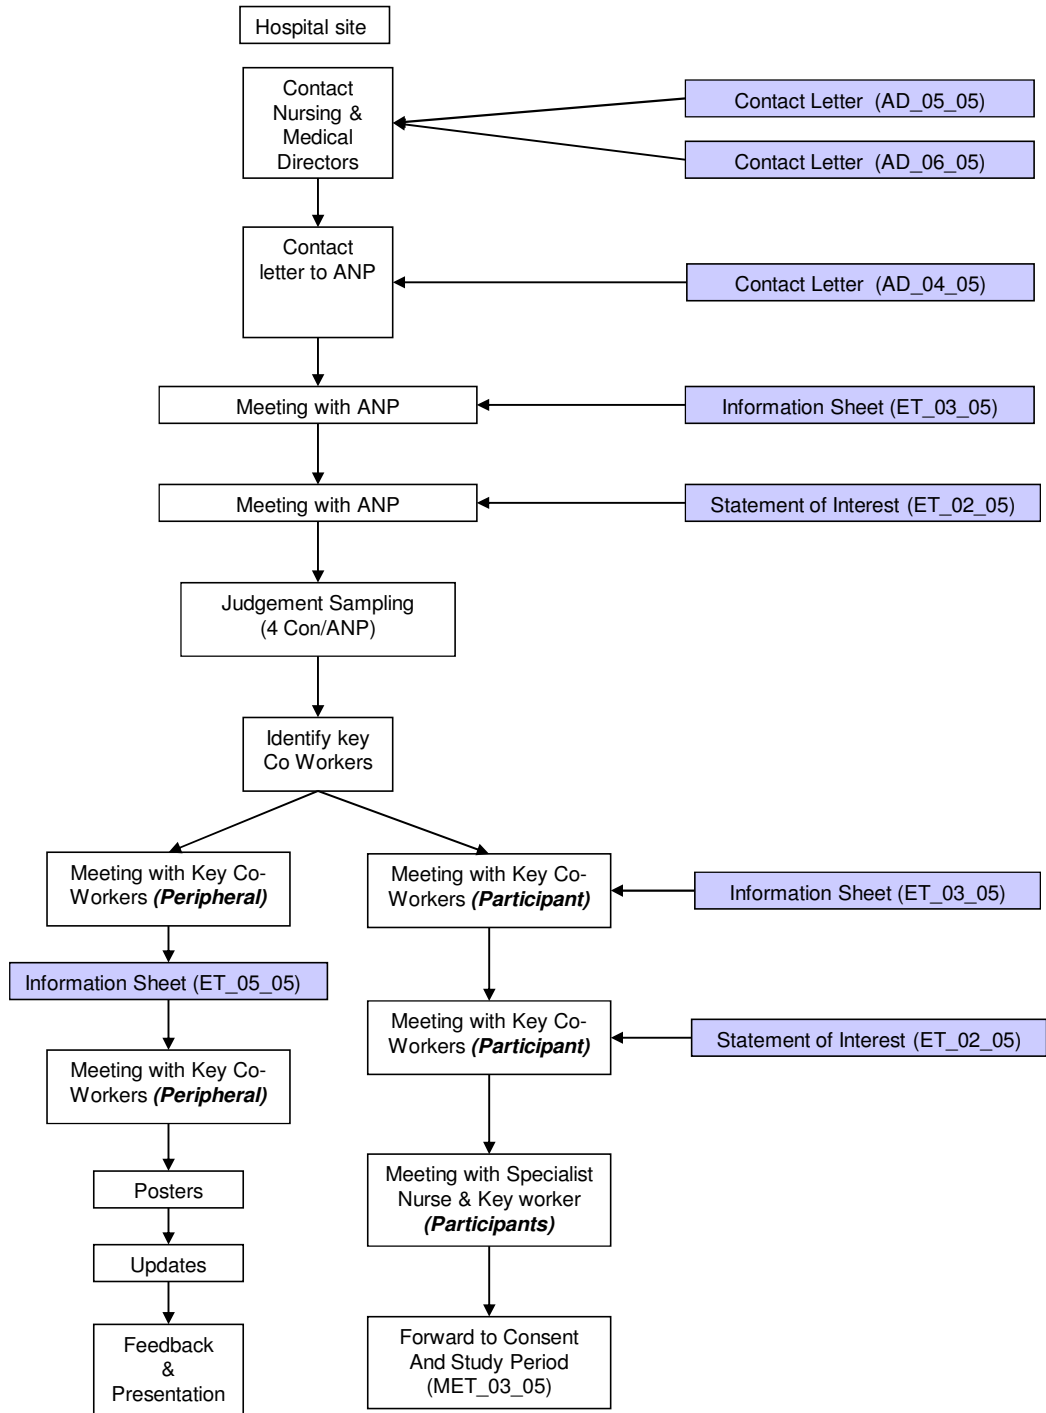 Hospital site
Contact
Nursing &
Medical
Directors
Contact Letter (AD_05_05)
Contact Letter (AD_06_05)
Contact
letter to ANP
Contact Letter (AD_04_05)
Meeting with ANP
Information Sheet (ET_03_05)
Meeting with ANP
Statement of Interest (ET_02_05)
Judgement Sampling
(4 Con/ANP)
Identify key
Co Workers
Meeting with Key Co-
Workers (Peripheral)
Meeting with Key Co-
Workers (Participant)
Information Sheet (ET_03_05)
Information Sheet (ET_05_05)
Meeting with Key Co-
Workers (Participant)
Statement of Interest (ET_02_05)
Meeting with Key Co-
Workers (Peripheral)
Posters
Meeting with Specialist
Nurse & Key worker
(Participants)
Updates
Feedback
&
Presentation
Forward to Consent
And Study Period
(MET_03_05)